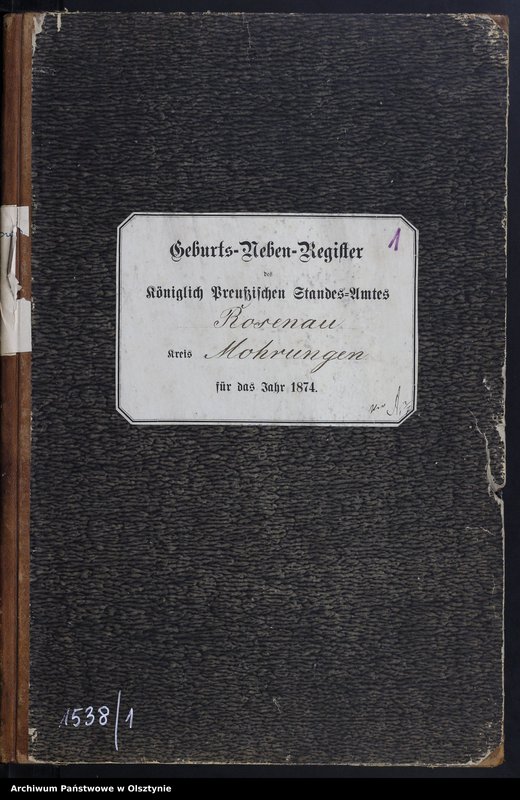 1
Geburts-Neben-Register
des
Königlich Preußischen Standes-Amtes
Rosenau
Kreis Mohrungen
für das Jahr 1874.
1538/1
Archiwum Państwowe w Olsztynie